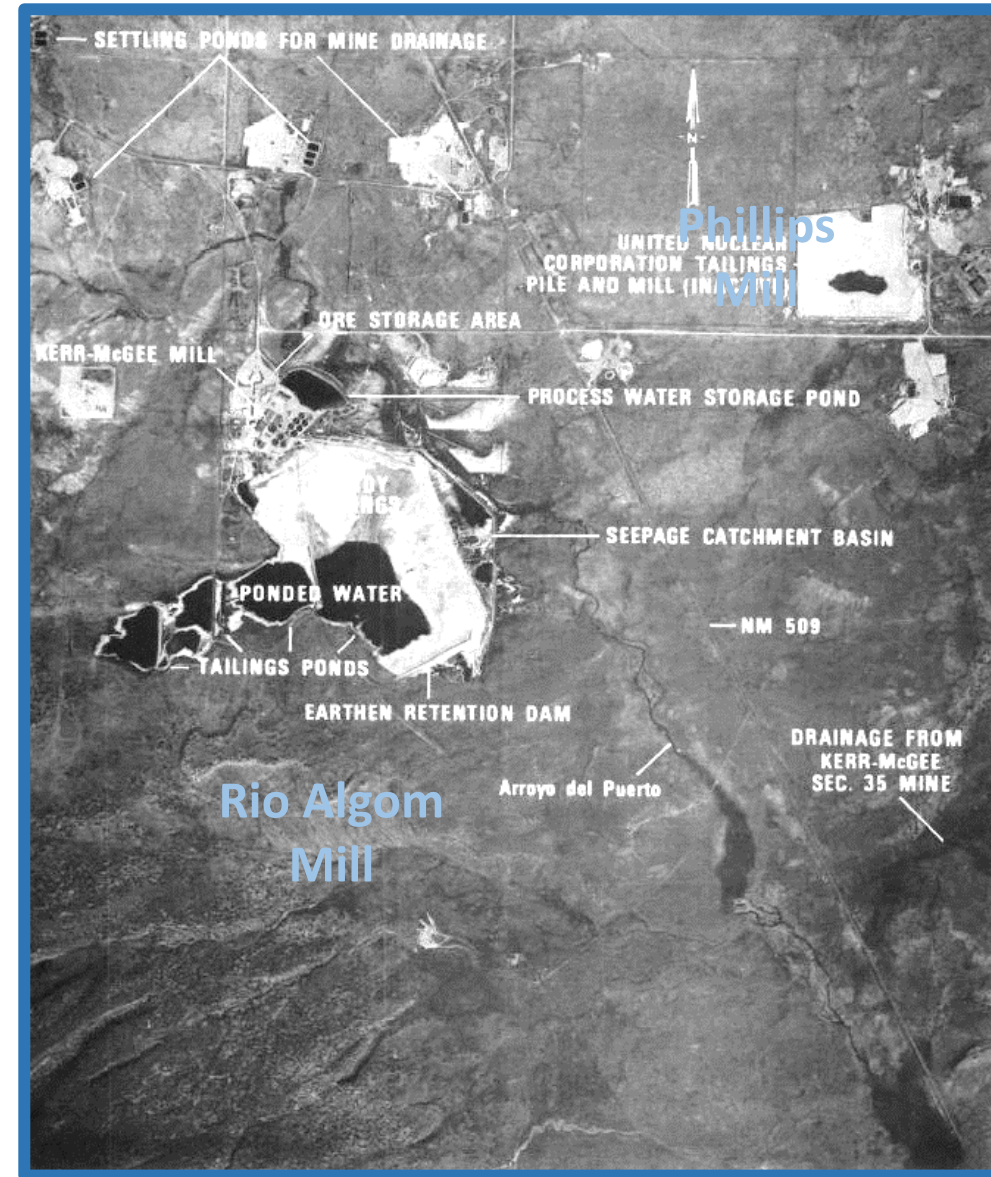 SETTLING PONDS FOR MINE DRAINAGE
N
Phillips
Mill
UNITED NUCLEAR
CORPORATION TAILINGS
PILE AND MILL
ORE STORAGE AREA
KERR-McGEE MILL
PROCESS WATER STORAGE POND
SEEPAGE CATCHMENT BASIN
PONDED WATER
NM 509
TAILINGS PONDS
EARTHEN RETENTION DAM
DRAINAGE FROM
KERR-McGEE
SEC. 35 MINE
Arroyo del Puerto
Rio Algom
Mill